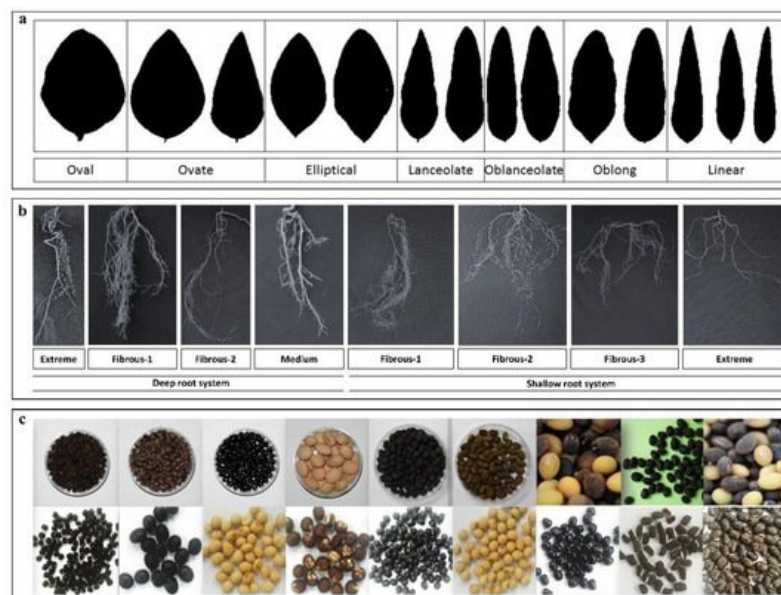 a
Oval Ovate Elliptical Lanceolate Oblanceolate Oblong Linear
b
Extreme Fibrous-1 Fibrous-2 Medium Fibrous-1 Fibrous-2 Fibrous-3 Extreme
Deep root system Shallow root system
c